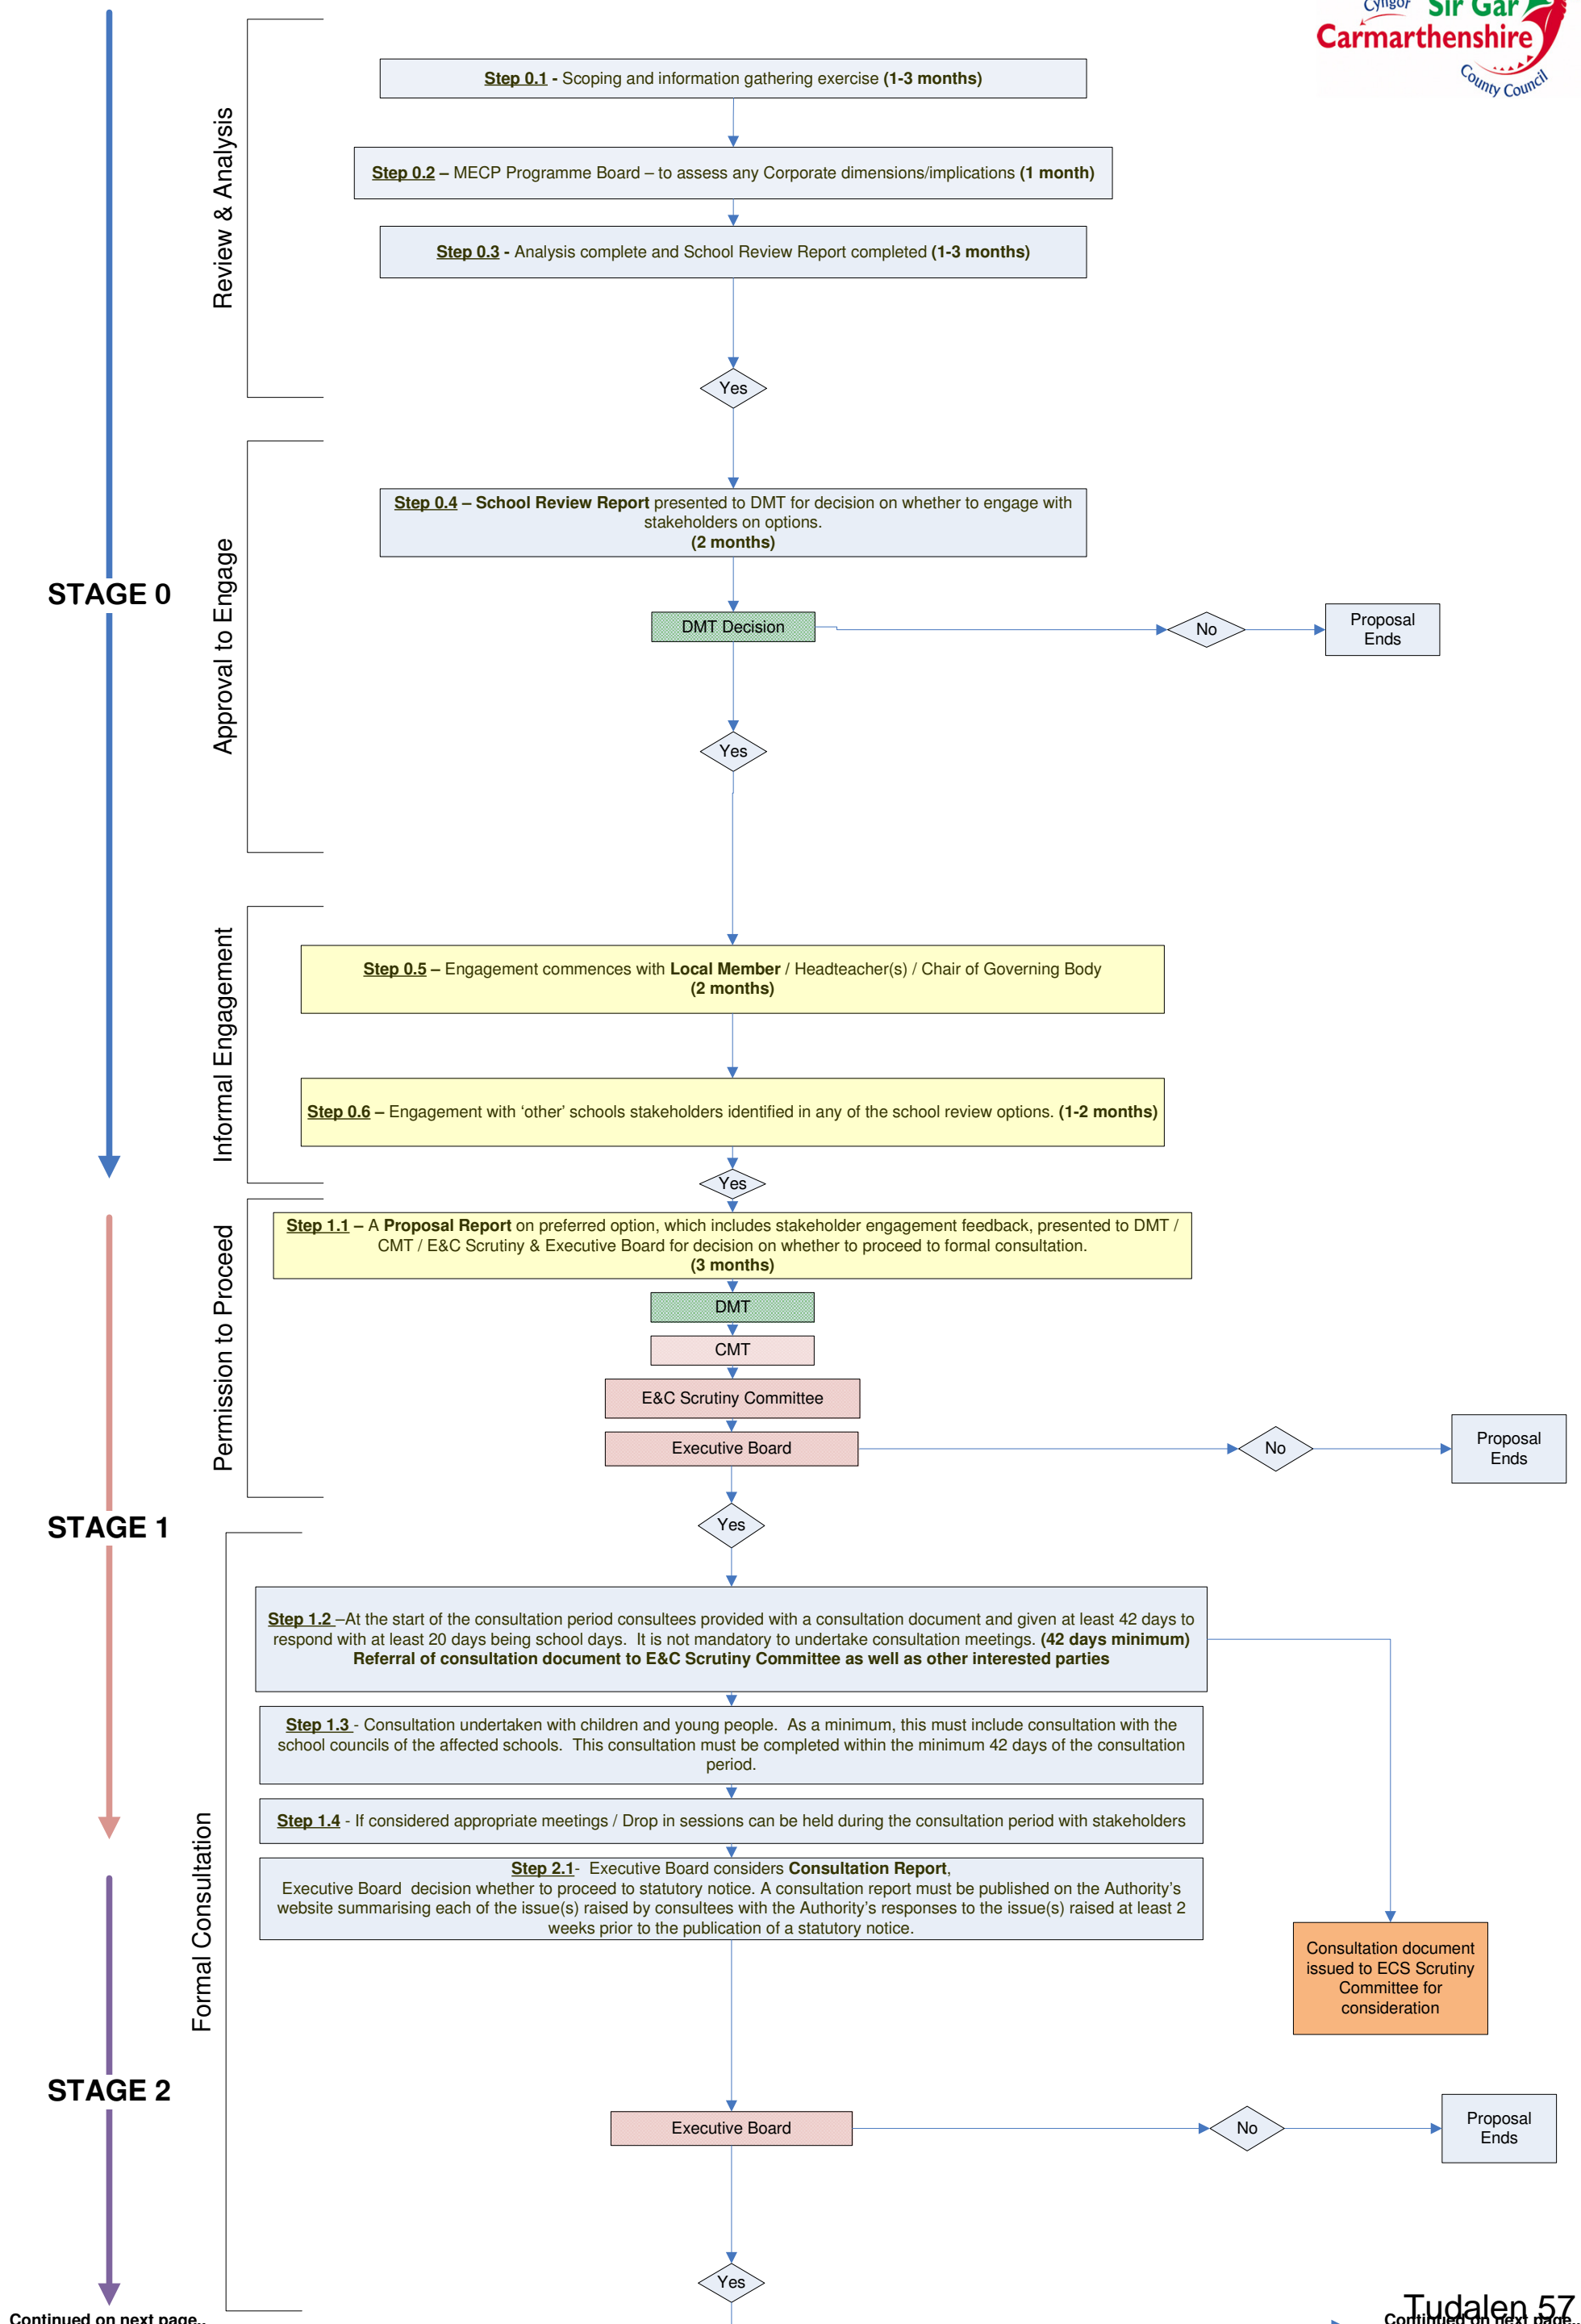 Cyngor Sir Gar
Carmarthenshire
County Council
Review & Analysis
Step 0.1 - Scoping and information gathering exercise (1-3 months)
Step 0.2 – MECP Programme Board – to assess any Corporate dimensions/implications (1 month)
Step 0.3 - Analysis complete and School Review Report completed (1-3 months)
Yes
STAGE 0
Approval to Engage
Step 0.4 – School Review Report presented to DMT for decision on whether to engage with
stakeholders on options.
(2 months)
DMT Decision
No
Proposal
Ends
Yes
Informal Engagement
Step 0.5 – Engagement commences with Local Member / Headteacher(s) / Chair of Governing Body
(2 months)
Step 0.6 – Engagement with ‘other’ schools stakeholders identified in any of the school review options. (1-2 months)
Yes
Permission to Proceed
Step 1.1 – A Proposal Report on preferred option, which includes stakeholder engagement feedback, presented to DMT /
CMT / E&C Scrutiny & Executive Board for decision on whether to proceed to formal consultation.
(3 months)
DMT
CMT
E&C Scrutiny Committee
Executive Board
No
Proposal
Ends
STAGE 1
Yes
Formal Consultation
Step 1.2 –At the start of the consultation period consultees provided with a consultation document and given at least 42 days to
respond with at least 20 days being school days. It is not mandatory to undertake consultation meetings. (42 days minimum)
Referral of consultation document to E&C Scrutiny Committee as well as other interested parties
Step 1.3 - Consultation undertaken with children and young people. As a minimum, this must include consultation with the
school councils of the affected schools. This consultation must be completed within the minimum 42 days of the consultation
period.
Step 1.4 - If considered appropriate meetings / Drop in sessions can be held during the consultation period with stakeholders
Step 2.1- Executive Board considers Consultation Report,
Executive Board decision whether to proceed to statutory notice. A consultation report must be published on the Authority’s
website summarising each of the issue(s) raised by consultees with the Authority’s responses to the issue(s) raised at least 2
weeks prior to the publication of a statutory notice.
Consultation document
issued to ECS Scrutiny
Committee for
consideration
STAGE 2
Executive Board
No
Proposal
Ends
Yes
Tudalen 57
Continued on next page..
Continued on next page..